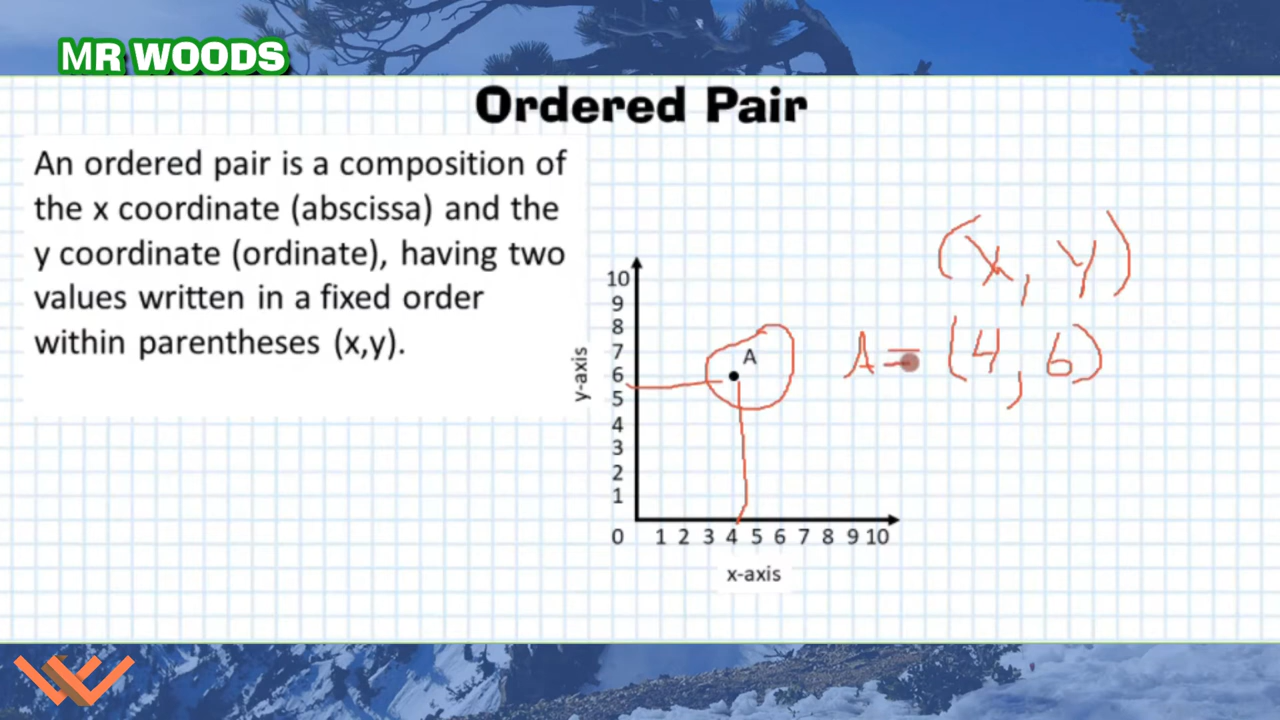 MR WOODS
Ordered Pair
An ordered pair is a composition of
the x coordinate (abscissa) and the
y coordinate (ordinate), having two
values written in a fixed order
within parentheses (x,y).
(x, y)
A = (4, 6)
y-axis
10
9
8
7
6
5
4
3
2
1
A
0 1 2 3 4 5 6 7 8 9 10
x-axis